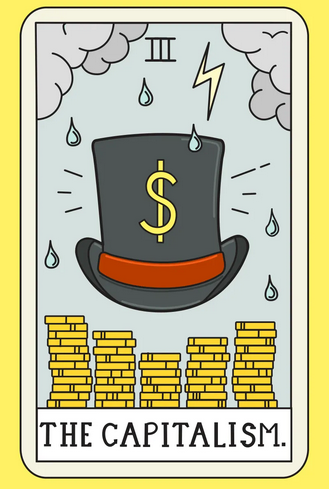 III
$
THE CAPITALISM.